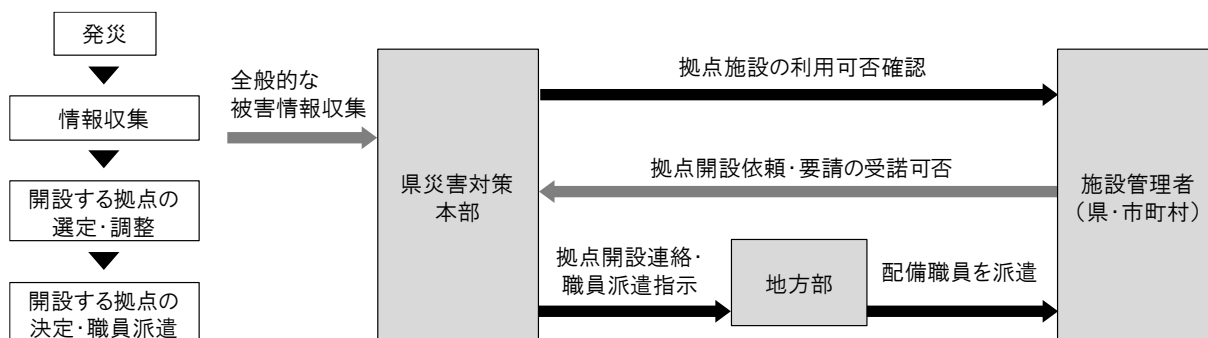 発災
情報収集
開設する拠点の
選定・調整
開設する拠点の
決定・職員派遣
全般的な
被害情報収集
県災害対策
本部
拠点施設の利用可否確認
拠点開設依頼・要請の受諾可否
拠点開設連絡・
職員派遣指示
地方部
配備職員を派遣
施設管理者
（県・市町村）